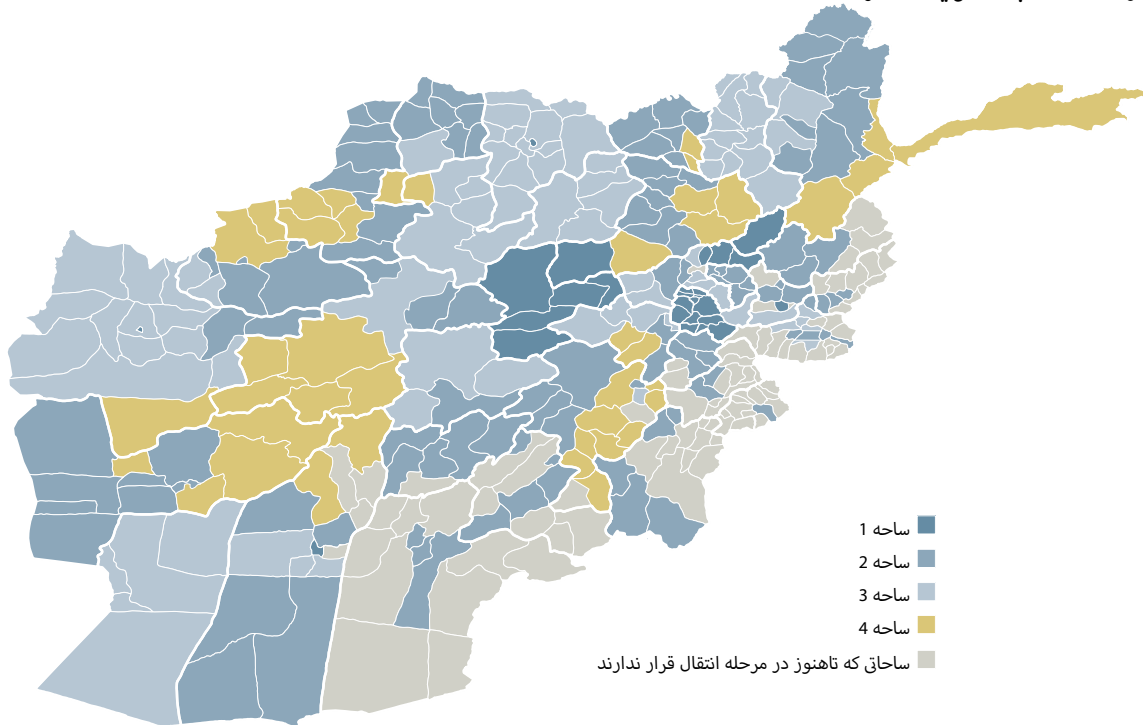 ساحه 1
ساحه 2
ساحه 3
ساحه 4
ساحاتی که تاهنوز در مرحله انتقال قرار ندارند